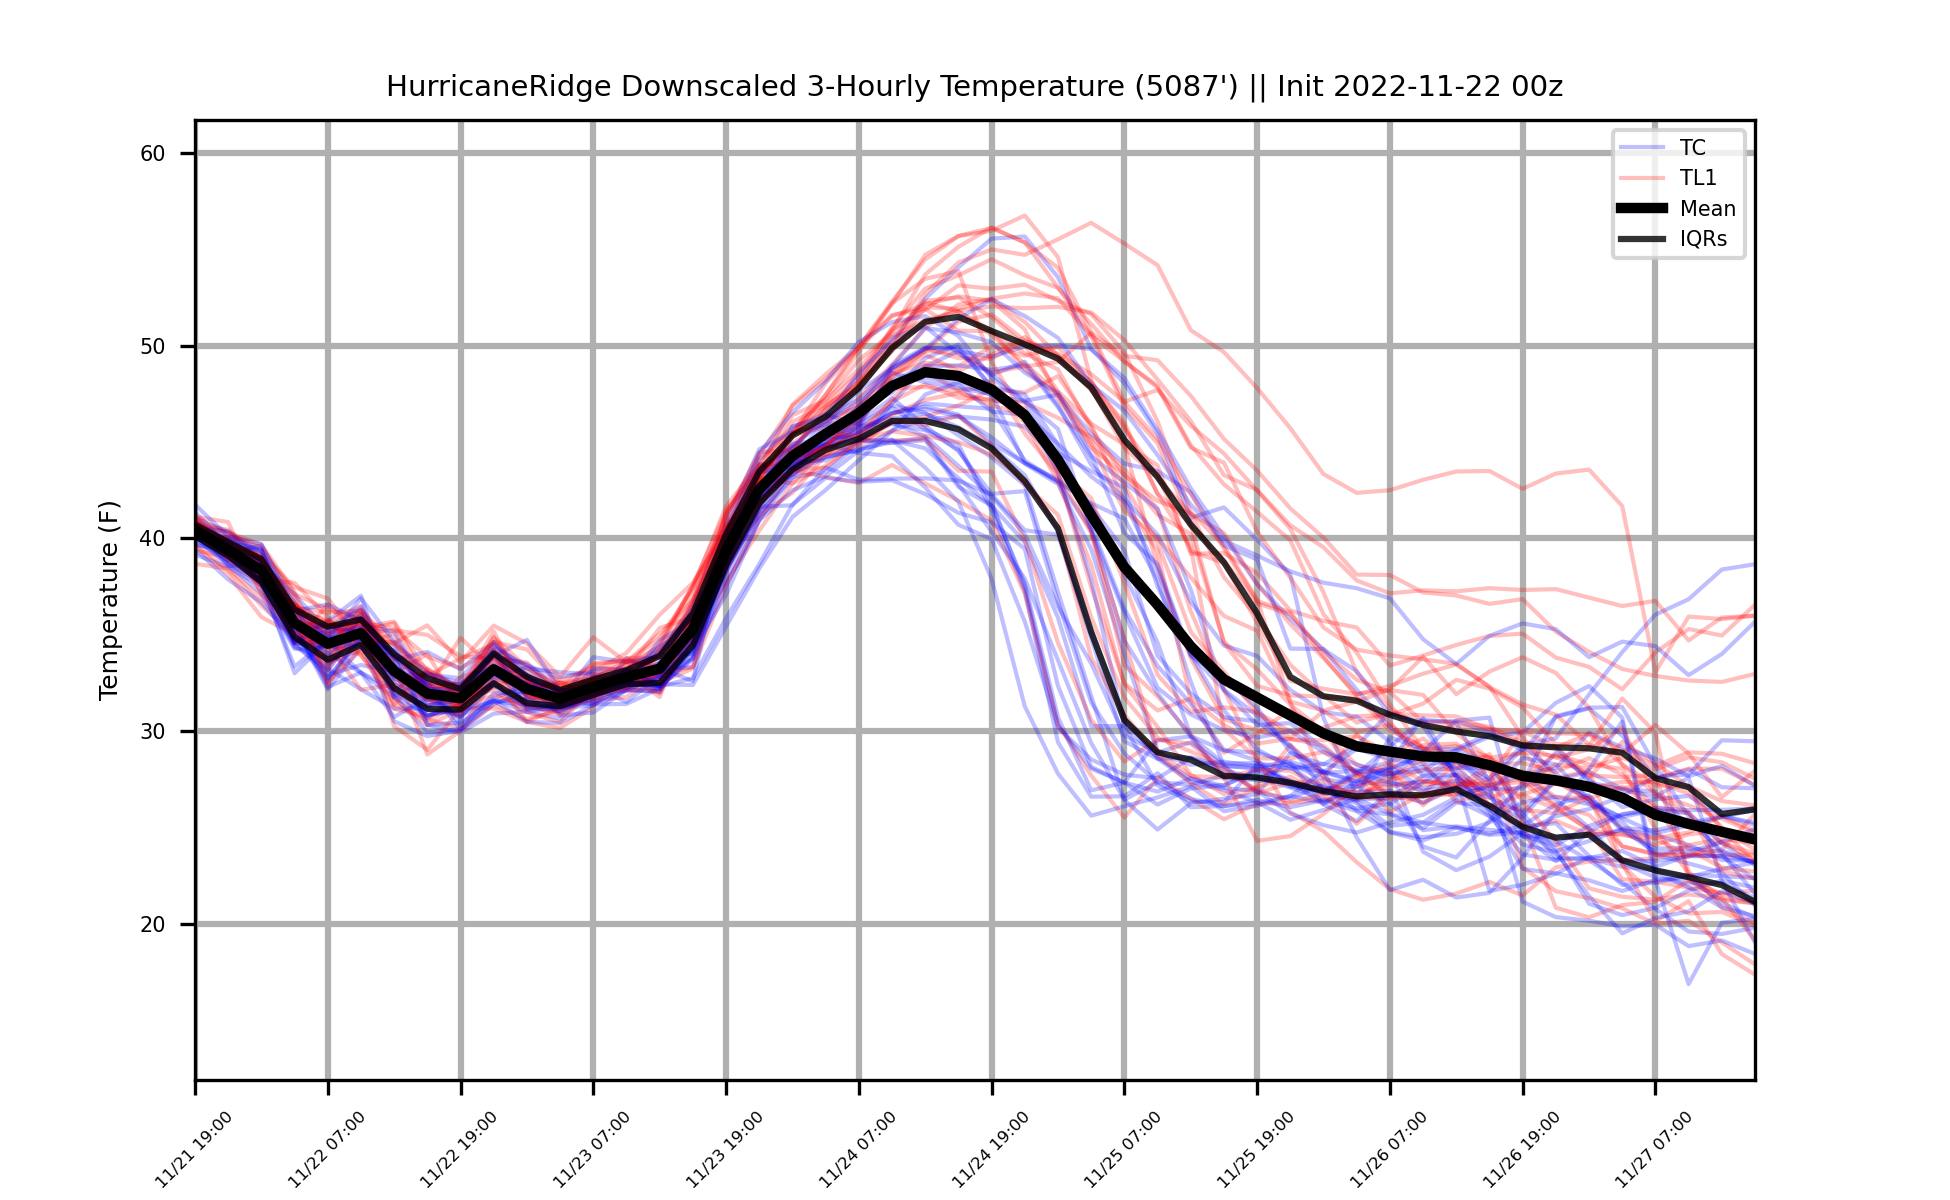 HurricaneRidge Downscaled 3-Hourly Temperature (5087') || Init 2022-11-22 00z
TC
TL1
Mean
IQRs
Temperature (F)
60
50
40
30
20
11/21 19:00
11/22 07:00
11/22 19:00
11/23 07:00
11/23 19:00
11/24 07:00
11/24 19:00
11/25 07:00
11/25 19:00
11/26 07:00
11/26 19:00
11/27 07:00